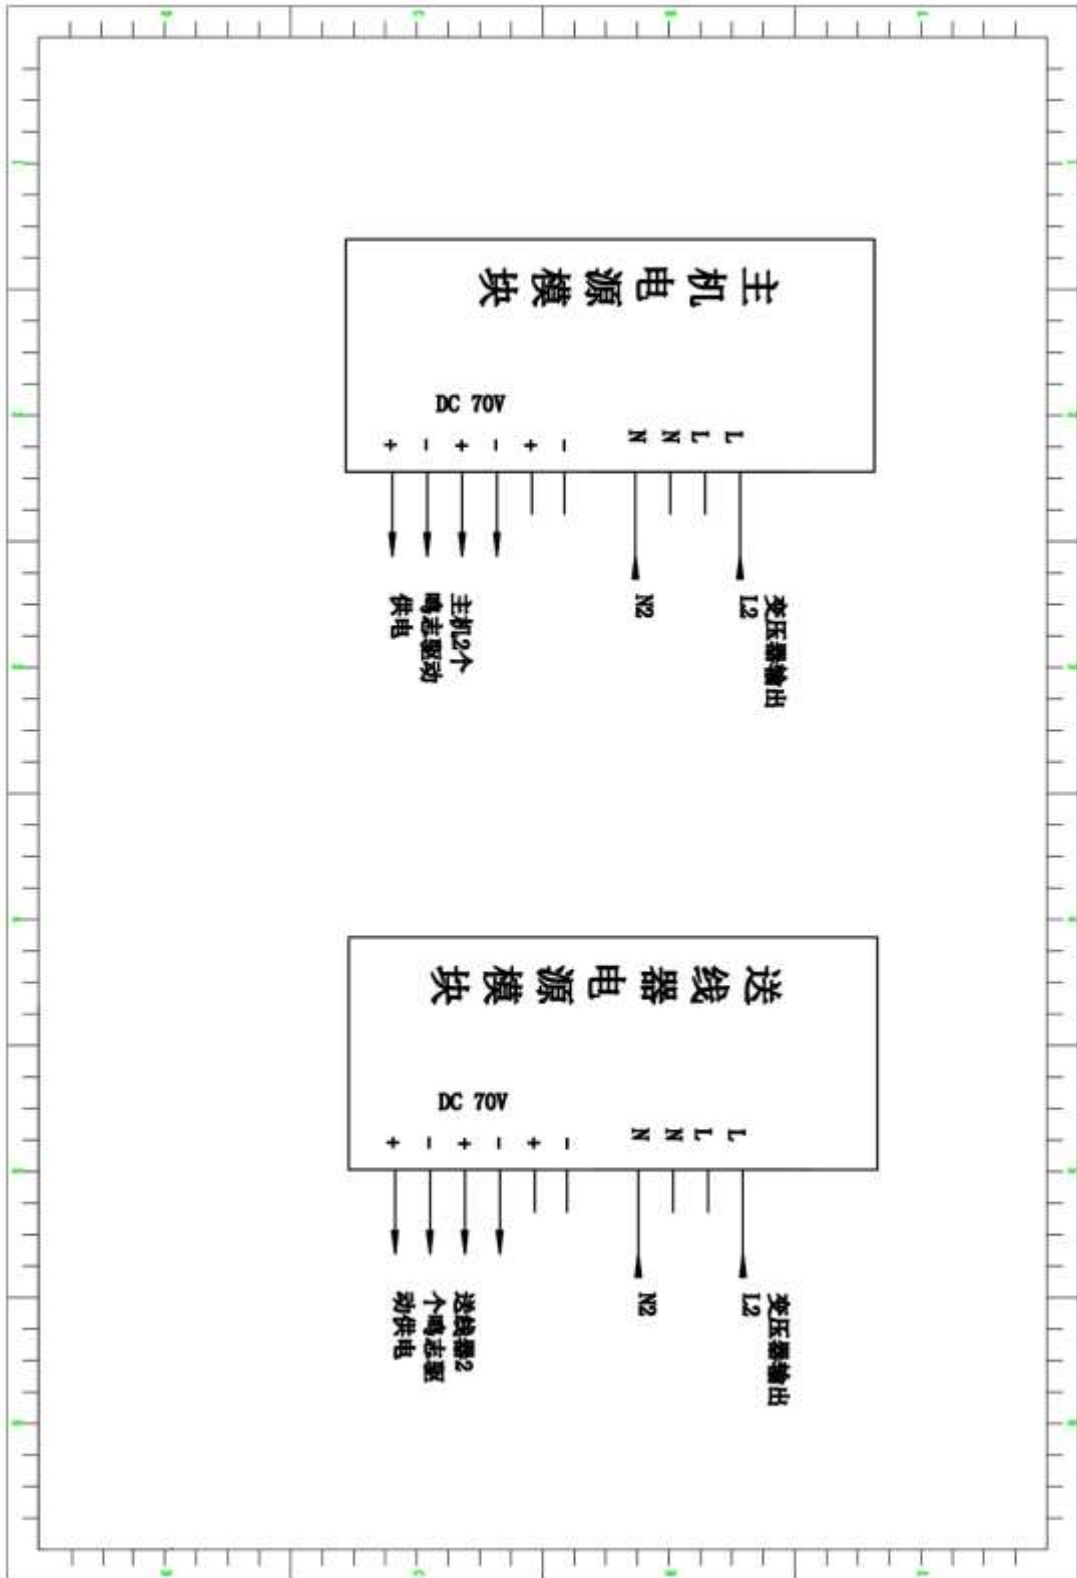 主机电源模块
DC 70V
+ - + - + -
N N L L
主机2个
鸣志驱动
供电
N2
L2
变压器输出
送线器电源模块
DC 70V
+ - + - + -
N N L L
送线器2
个鸣志驱
动供电
N2
L2
变压器输出